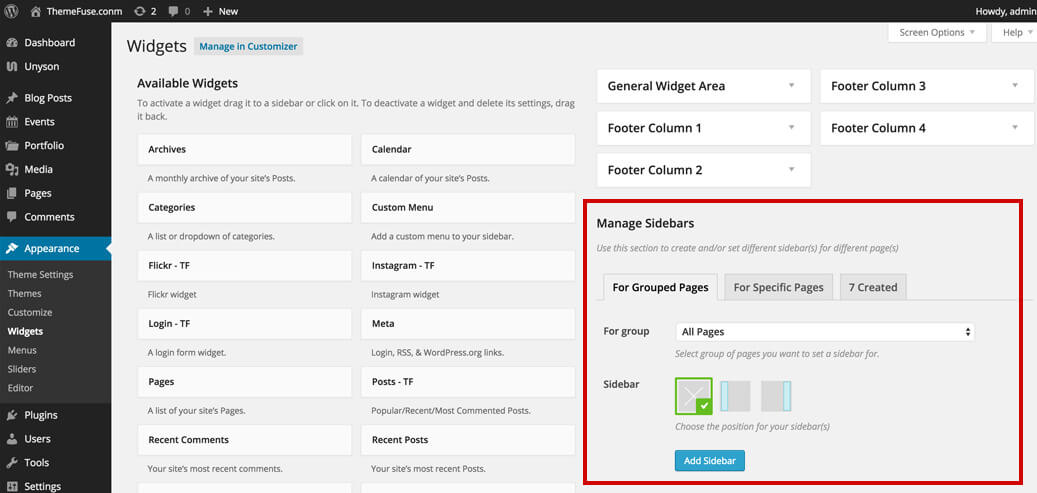 ThemeFuse.conm 2 0 New Howdy, admin
Dashboard
Unyson
Blog Posts
Events
Portfolio
Media
Pages
Comments
Appearance
Theme Settings
Themes
Customize
Widgets
Menus
Sliders
Editor
Plugins
Users
Tools
Settings
Screen Options
Help
Widgets
Manage in Customizer
Available Widgets
To activate a widget drag it to a sidebar or click on it. To deactivate a widget and delete its settings, drag
it back.
Archives
A monthly archive of your site's Posts.
Calendar
A calendar of your site's Posts.
Categories
A list or dropdown of categories.
Custom Menu
Add a custom menu to your sidebar.
Flickr - TF
Flickr widget
Instagram - TF
Instagram widget
Login - TF
A login form widget.
Meta
Login, RSS, & WordPress.org links.
Pages
A list of your site's Pages.
Posts - TF
Popular/Recent/Most Commented Posts.
Recent Comments
Your site's most recent comments.
Recent Posts
Your site's most recent Posts.
General Widget Area
Footer Column 1
Footer Column 2
Footer Column 3
Footer Column 4
Manage Sidebars
Use this section to create and/or set different sidebar(s) for different page(s)
For Grouped Pages
For Specific Pages
7 Created
For group
All Pages
Select group of pages you want to set a sidebar for.
Sidebar
Choose the position for your sidebar(s)
Add Sidebar